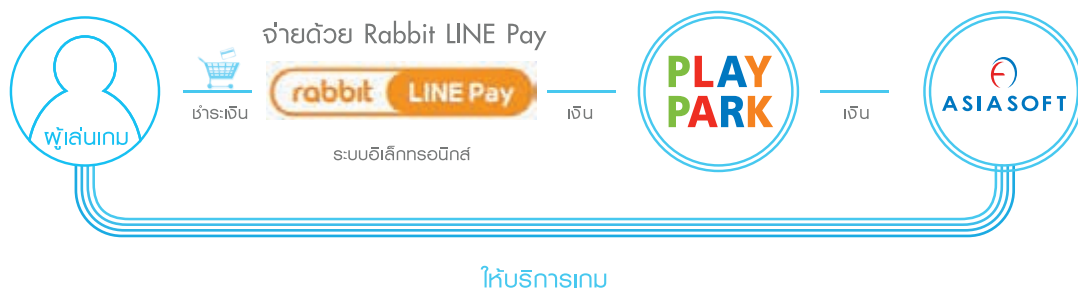 จ่ายด้วย Rabbit LINE Pay
rabbit LINE Pay
ผู้เล่นเกม
ชำระเงิน
ระบบอิเล็กทรอนิกส์
เงิน
PLAY
PARK
เงิน
ASIASOFT
ให้บริการเกม